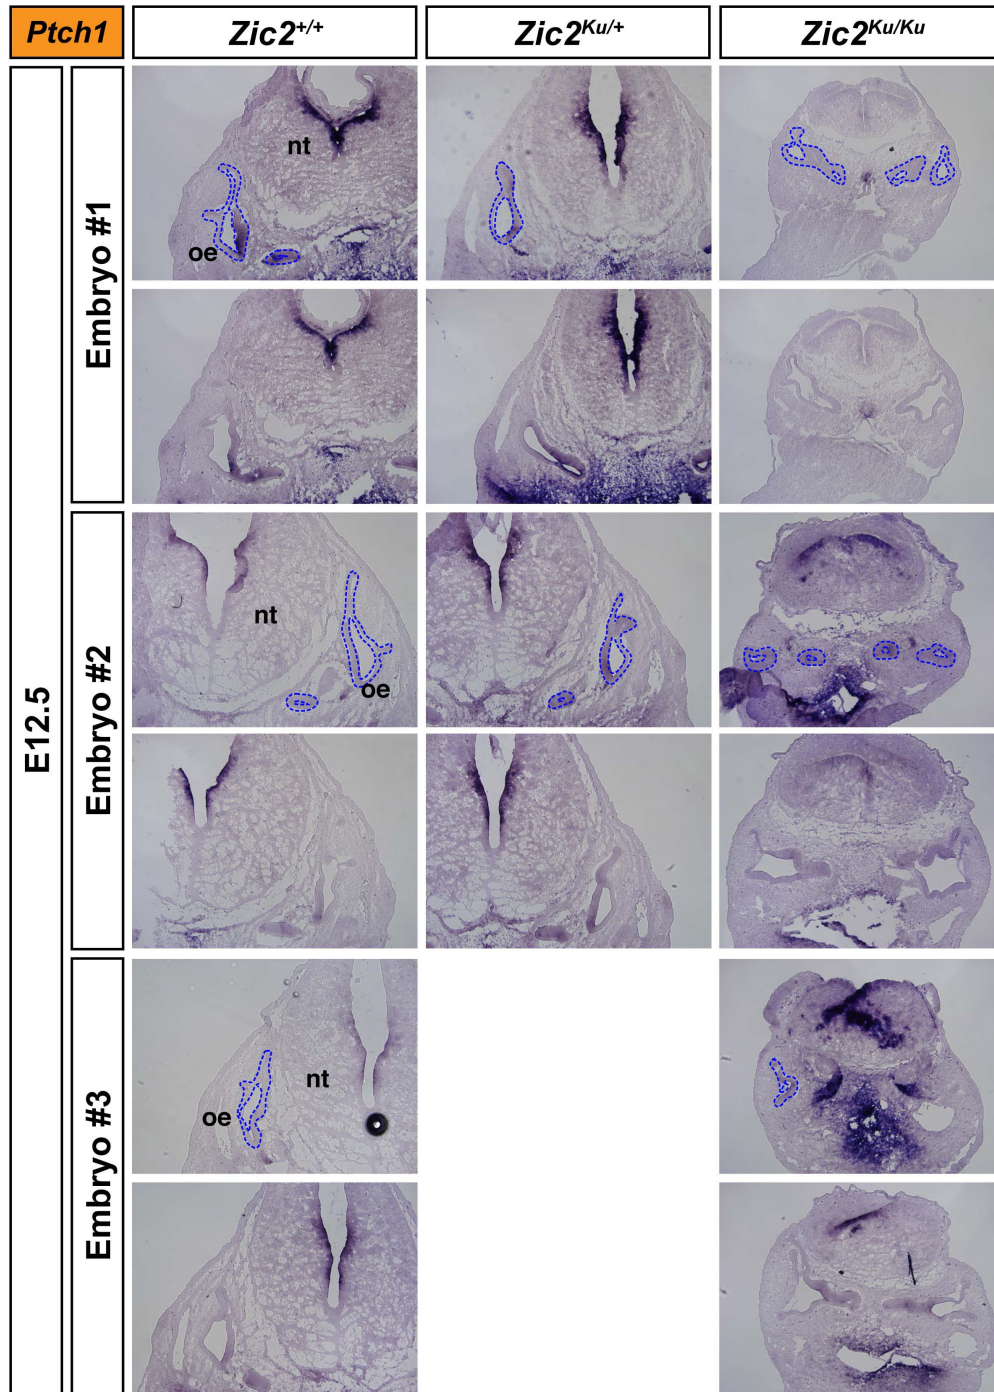 Ptch1
Zic2+/+
Zic2Ku/+
Zic2Ku/Ku
E12.5
Embryo #1
nt
oe
Embryo #2
nt
oe
Embryo #3
nt
oe